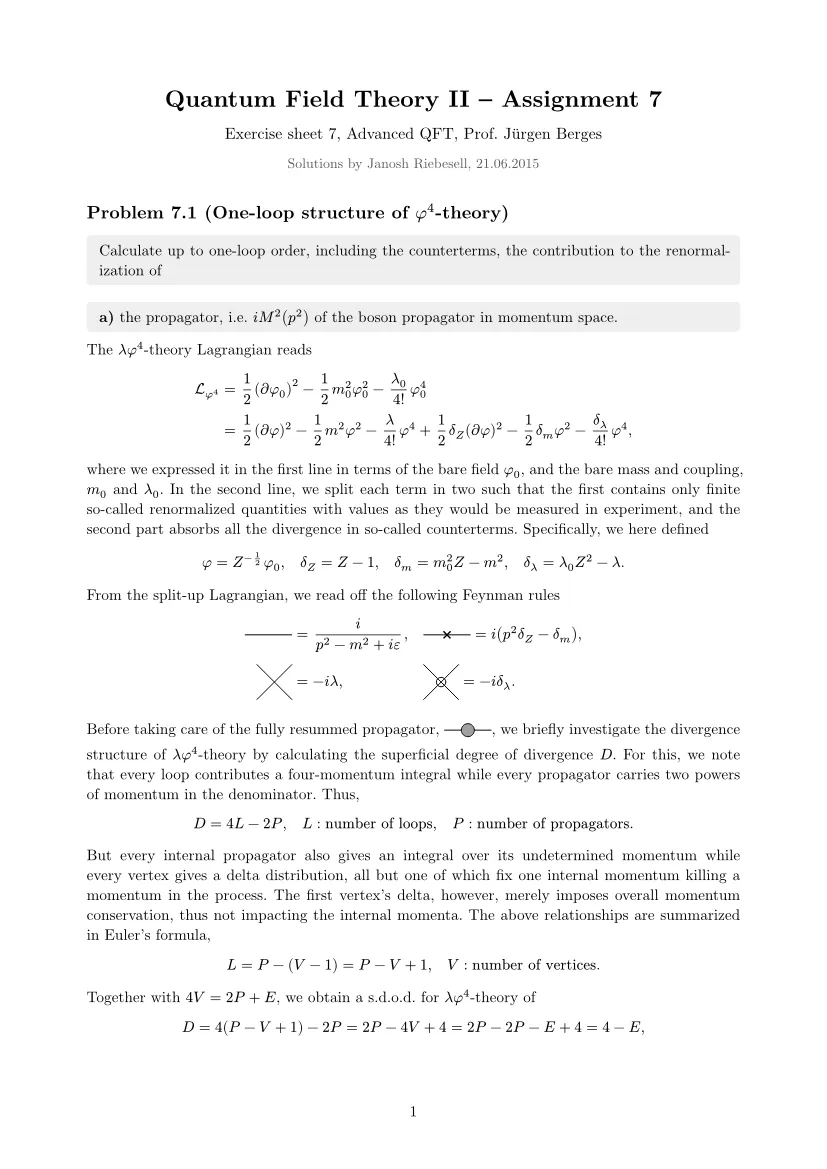 Quantum Field Theory II – Assignment 7
Exercise sheet 7, Advanced QFT, Prof. Jürgen Berges
Solutions by Janosh Riebesell, 21.06.2015
Problem 7.1 (One-loop structure of φ⁴-theory)
Calculate up to one-loop order, including the counterterms, the contribution to the renormal-
ization of
a) the propagator, i.e. iM²(p²) of the boson propagator in momentum space.
The λφ⁴-theory Lagrangian reads
ℒ_{φ⁴} = 1/2 (∂φ₀)² − 1/2 m₀²φ₀² − λ₀/4! φ₀⁴
= 1/2 (∂φ)² − 1/2 m²φ² − λ/4! φ⁴ + 1/2 δ_Z(∂φ)² − 1/2 δ_mφ² − δ_λ/4! φ⁴,
where we expressed it in the first line in terms of the bare field φ₀, and the bare mass and coupling,
m₀ and λ₀. In the second line, we split each term in two such that the first contains only finite
so-called renormalized quantities with values as they would be measured in experiment, and the
second part absorbs all the divergence in so-called counterterms. Specifically, we here defined
φ = Z^{−1/2} φ₀, δ_Z = Z − 1, δ_m = m₀²Z − m², δ_λ = λ₀Z² − λ.
From the split-up Lagrangian, we read off the following Feynman rules
= i/(p² − m² + iε), = i(p²δ_Z − δ_m),
= −iλ, = −iδ_λ.
Before taking care of the fully resummed propagator, , we briefly investigate the divergence
structure of λφ⁴-theory by calculating the superficial degree of divergence D. For this, we note
that every loop contributes a four-momentum integral while every propagator carries two powers
of momentum in the denominator. Thus,
D = 4L − 2P, L : number of loops, P : number of propagators.
But every internal propagator also gives an integral over its undetermined momentum while
every vertex gives a delta distribution, all but one of which fix one internal momentum killing a
momentum in the process. The first vertex's delta, however, merely imposes overall momentum
conservation, thus not impacting the internal momenta. The above relationships are summarized
in Euler's formula,
L = P − (V − 1) = P − V + 1, V : number of vertices.
Together with 4V = 2P + E, we obtain a s.d.o.d. for λφ⁴-theory of
D = 4(P − V + 1) − 2P = 2P − 4V + 4 = 2P − 2P − E + 4 = 4 − E,
1